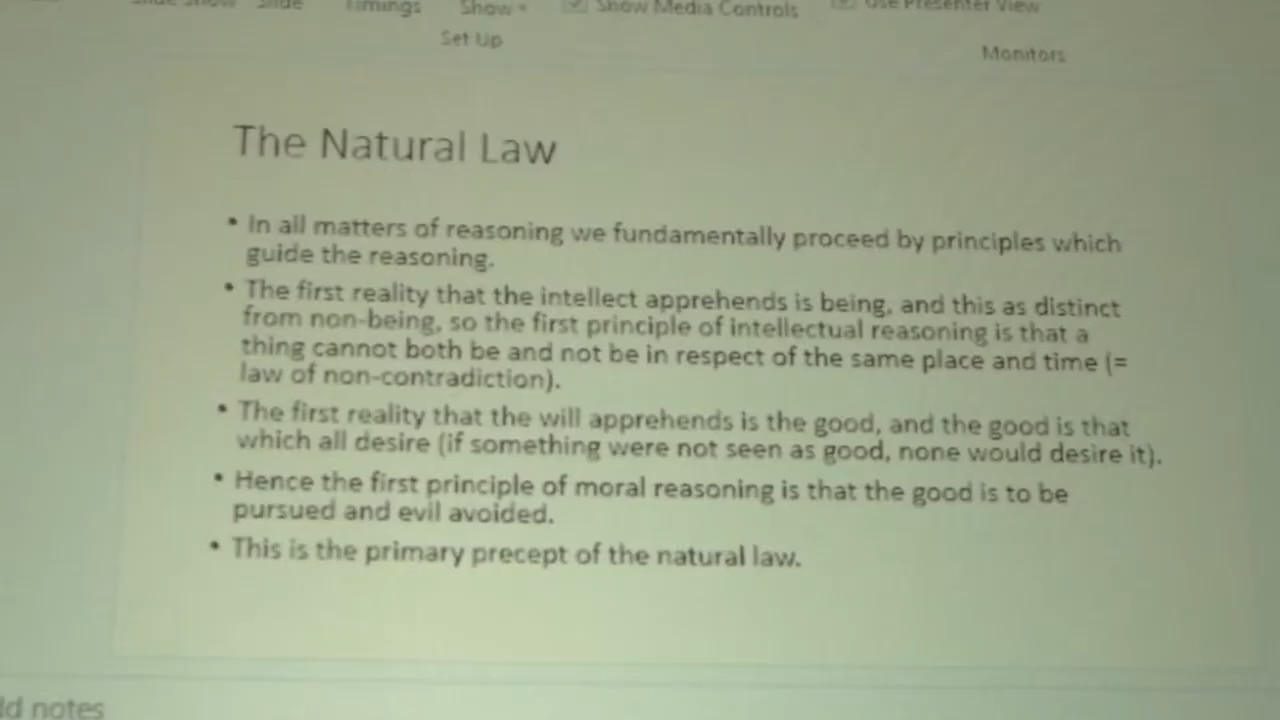 Slide Show Slide Timings Show Show Media Controls Use Presenter View
Set Up
Monitors
The Natural Law
• In all matters of reasoning we fundamentally proceed by principles which
guide the reasoning.
• The first reality that the intellect apprehends is being, and this as distinct
from non-being, so the first principle of intellectual reasoning is that a
thing cannot both be and not be in respect of the same place and time (=
law of non-contradiction).
• The first reality that the will apprehends is the good, and the good is that
which all desire (if something were not seen as good, none would desire it).
• Hence the first principle of moral reasoning is that the good is to be
pursued and evil avoided.
• This is the primary precept of the natural law.
ld notes